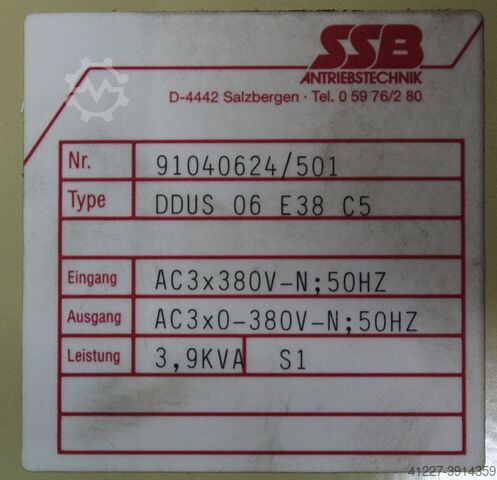 SSB
ANTRIEBSTECHNIK
D-4442 Salzbergen · Tel. 0 59 76/2 80
Nr. 91040624/501
Type DDUS 06 E38 C5
Eingang AC3x380V-N;50HZ
Ausgang AC3x0-380V-N;50HZ
Leistung 3,9KVA S1
41227-3914359